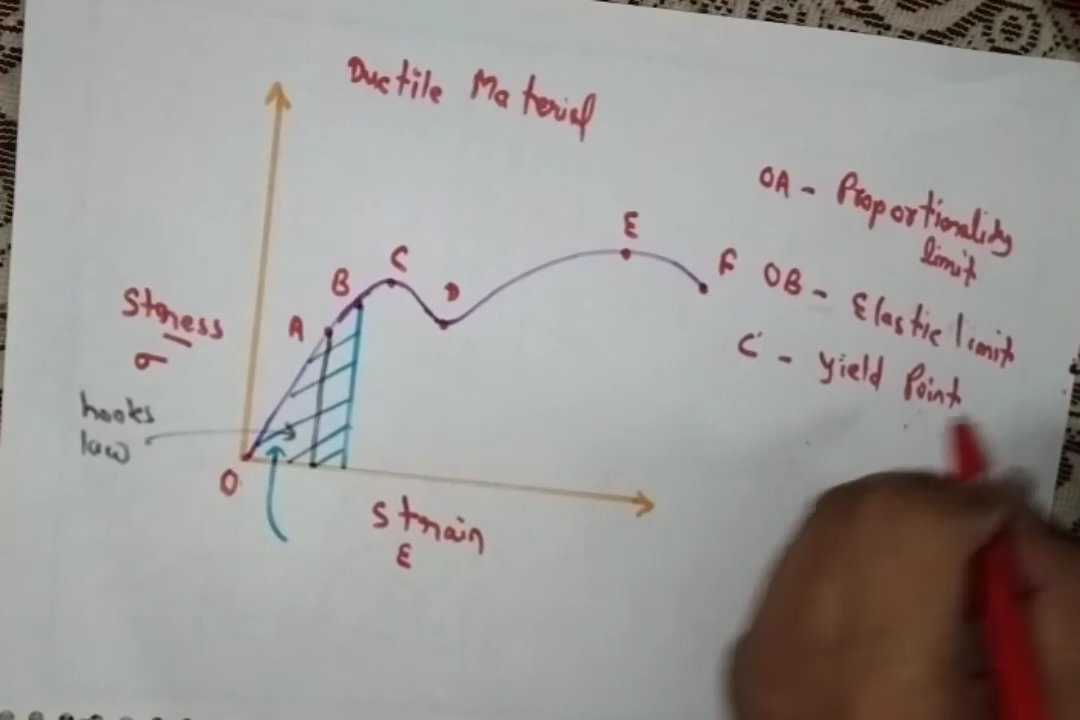 Ductile Material
OA - Proportionality
limit
OB - Elastic limit
C - Yield Point
E
F
C
B
D
A
Stress
σ
hooks
law
O
Strain
E